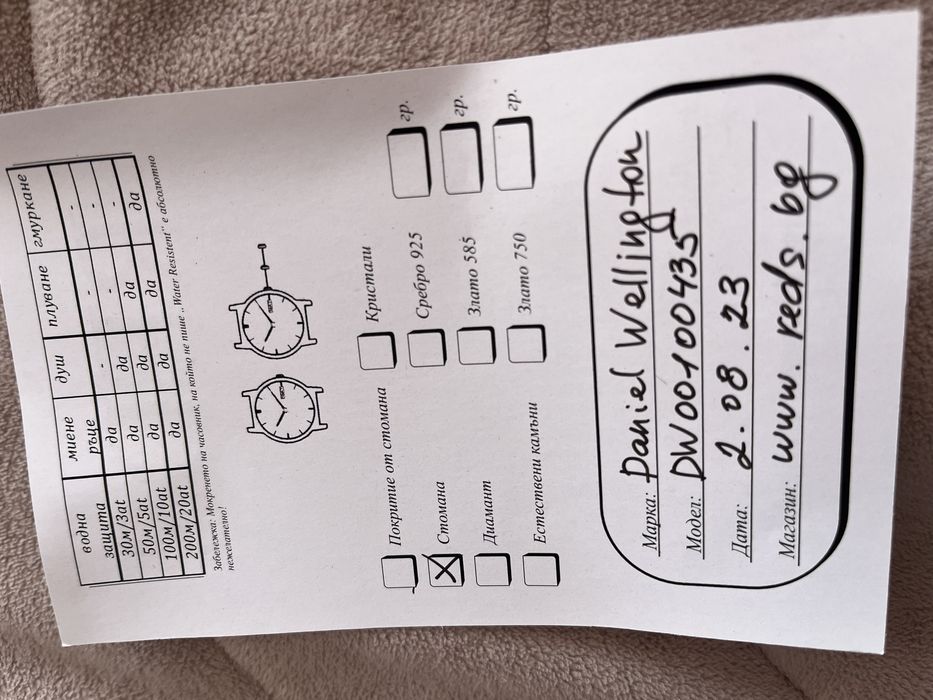 водна защита миене ръце душ плуване гмуркане
30м/3at да - - -
50м/5at да да - -
100м/10at да да да -
200м/20at да да да да
Забележка: Мокренето на часовник, на който не пише „Water Resistent" е абсолютно
нежелателно!
Покритие от стомана Кристали
Стомана Сребро 925 гр.
Диамант Злато 585 гр.
Естествени камъни Злато 750 гр.
Марка: Daniel Wellington
Модел: DW00100435
Дата: 2.08.23
Магазин: www.reds.bg